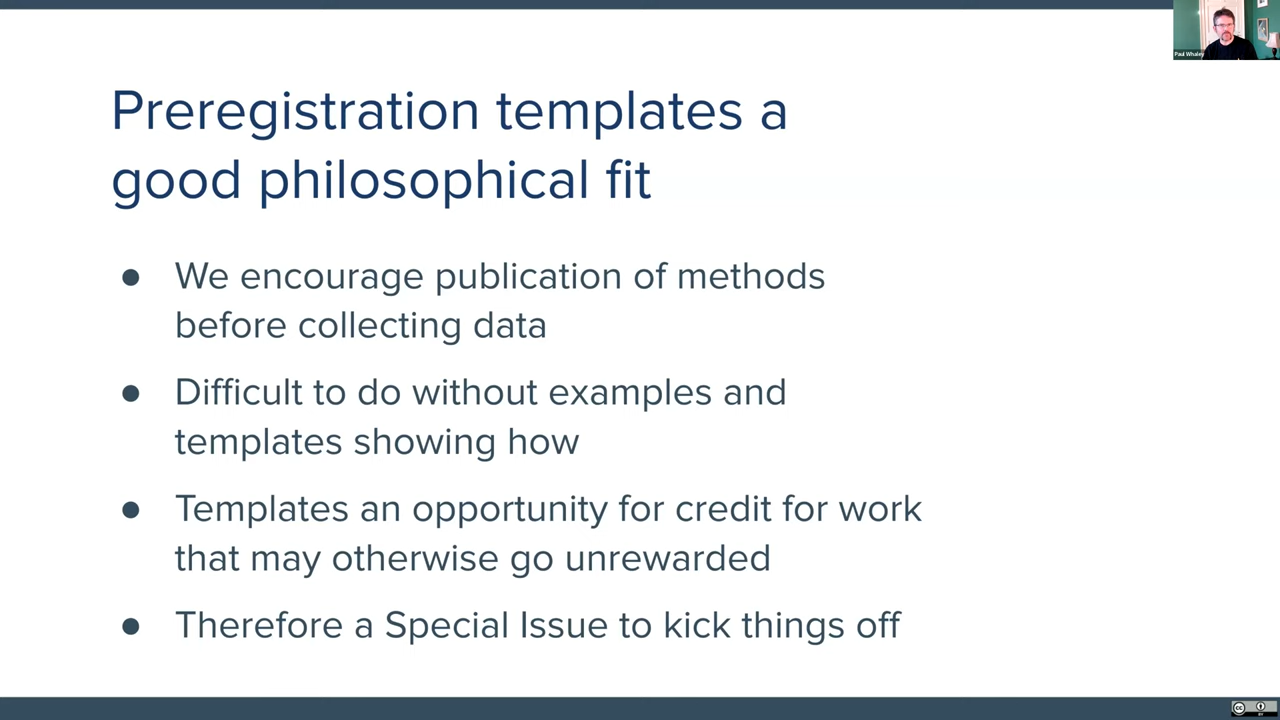 Paul Whaley
Preregistration templates a
good philosophical fit
● We encourage publication of methods
before collecting data
● Difficult to do without examples and
templates showing how
● Templates an opportunity for credit for work
that may otherwise go unrewarded
● Therefore a Special Issue to kick things off
cc
BY